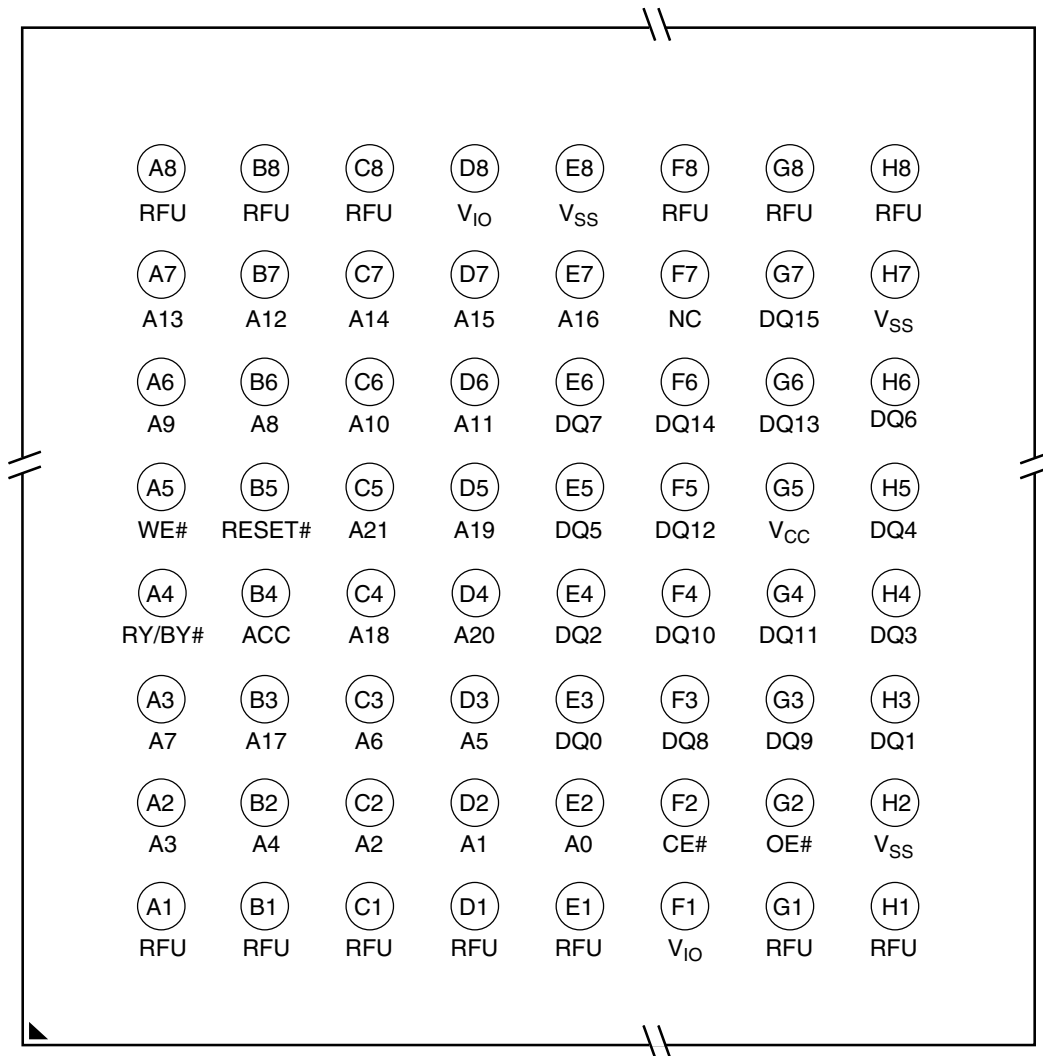 A8 B8 C8 D8 E8 F8 G8 H8
RFU RFU RFU V_IO V_SS RFU RFU RFU
A7 B7 C7 D7 E7 F7 G7 H7
A13 A12 A14 A15 A16 NC DQ15 V_SS
A6 B6 C6 D6 E6 F6 G6 H6
A9 A8 A10 A11 DQ7 DQ14 DQ13 DQ6
A5 B5 C5 D5 E5 F5 G5 H5
WE# RESET# A21 A19 DQ5 DQ12 V_CC DQ4
A4 B4 C4 D4 E4 F4 G4 H4
RY/BY# ACC A18 A20 DQ2 DQ10 DQ11 DQ3
A3 B3 C3 D3 E3 F3 G3 H3
A7 A17 A6 A5 DQ0 DQ8 DQ9 DQ1
A2 B2 C2 D2 E2 F2 G2 H2
A3 A4 A2 A1 A0 CE# OE# V_SS
A1 B1 C1 D1 E1 F1 G1 H1
RFU RFU RFU RFU RFU V_IO RFU RFU